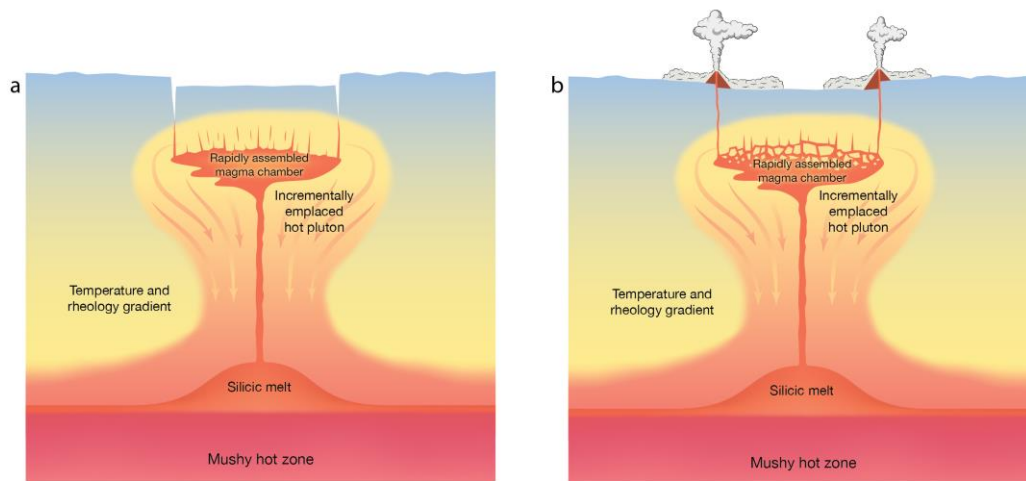 a
Rapidly assembled
magma chamber
Incrementally
emplaced
hot pluton
Temperature and
rheology gradient
Silicic melt
Mushy hot zone
b
Rapidly assembled
magma chamber
Incrementally
emplaced
hot pluton
Temperature and
rheology gradient
Silicic melt
Mushy hot zone